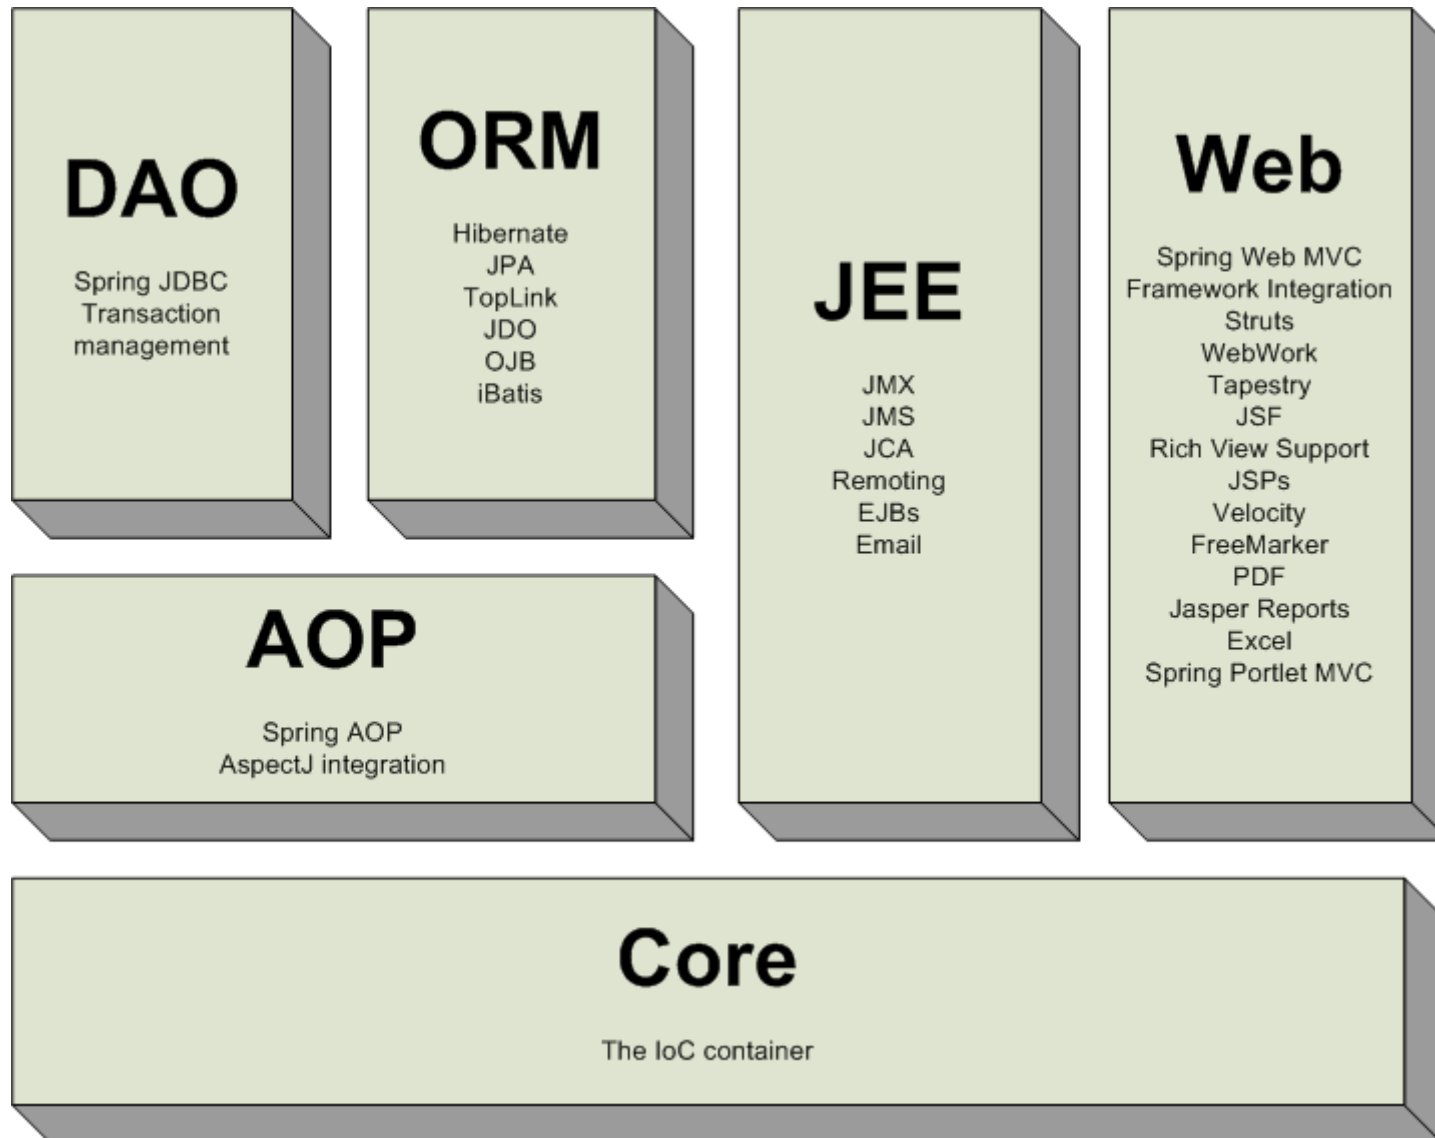 DAO
Spring JDBC
Transaction
management
ORM
Hibernate
JPA
TopLink
JDO
OJB
iBatis
JEE
JMX
JMS
JCA
Remoting
EJBs
Email
Web
Spring Web MVC
Framework Integration
Struts
WebWork
Tapestry
JSF
Rich View Support
JSPs
Velocity
FreeMarker
PDF
Jasper Reports
Excel
Spring Portlet MVC
AOP
Spring AOP
AspectJ integration
Core
The IoC container